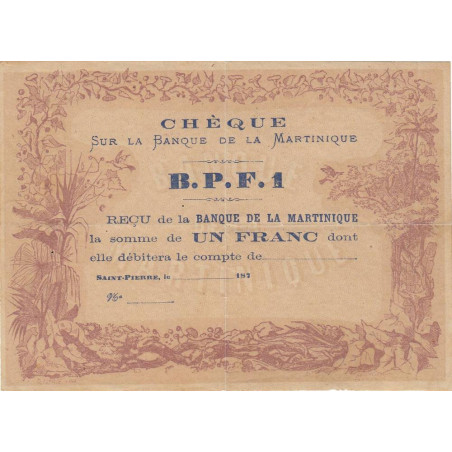 CHÈQUE
SUR LA BANQUE DE LA MARTINIQUE
B.P.F.1
REÇU de la BANQUE DE LA MARTINIQUE
la somme de UN FRANC dont
elle débitera le compte de
SAINT-PIERRE, le 187
No